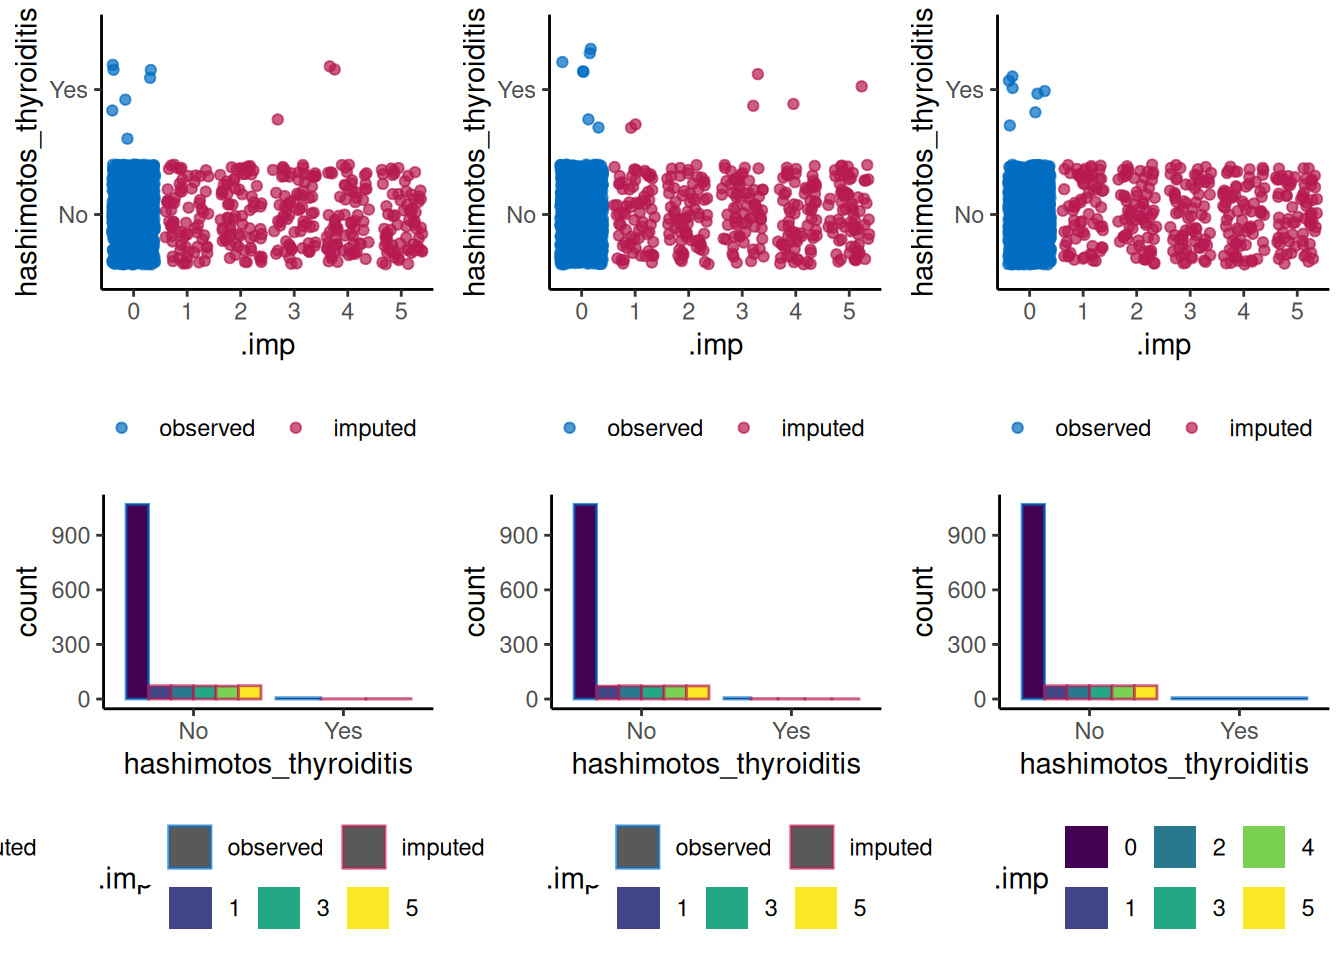 hashimotos_thyroiditis
Yes
No
0 1 2 3 4 5
.imp
observed imputed
hashimotos_thyroiditis
Yes
No
0 1 2 3 4 5
.imp
observed imputed
hashimotos_thyroiditis
Yes
No
0 1 2 3 4 5
.imp
observed imputed
count
900
600
300
0
No Yes
hashimotos_thyroiditis
count
900
600
300
0
No Yes
hashimotos_thyroiditis
count
900
600
300
0
No Yes
hashimotos_thyroiditis
observed imputed
.imp
1 3 5
observed imputed
.imp
1 3 5
0 2 4
.imp
1 3 5